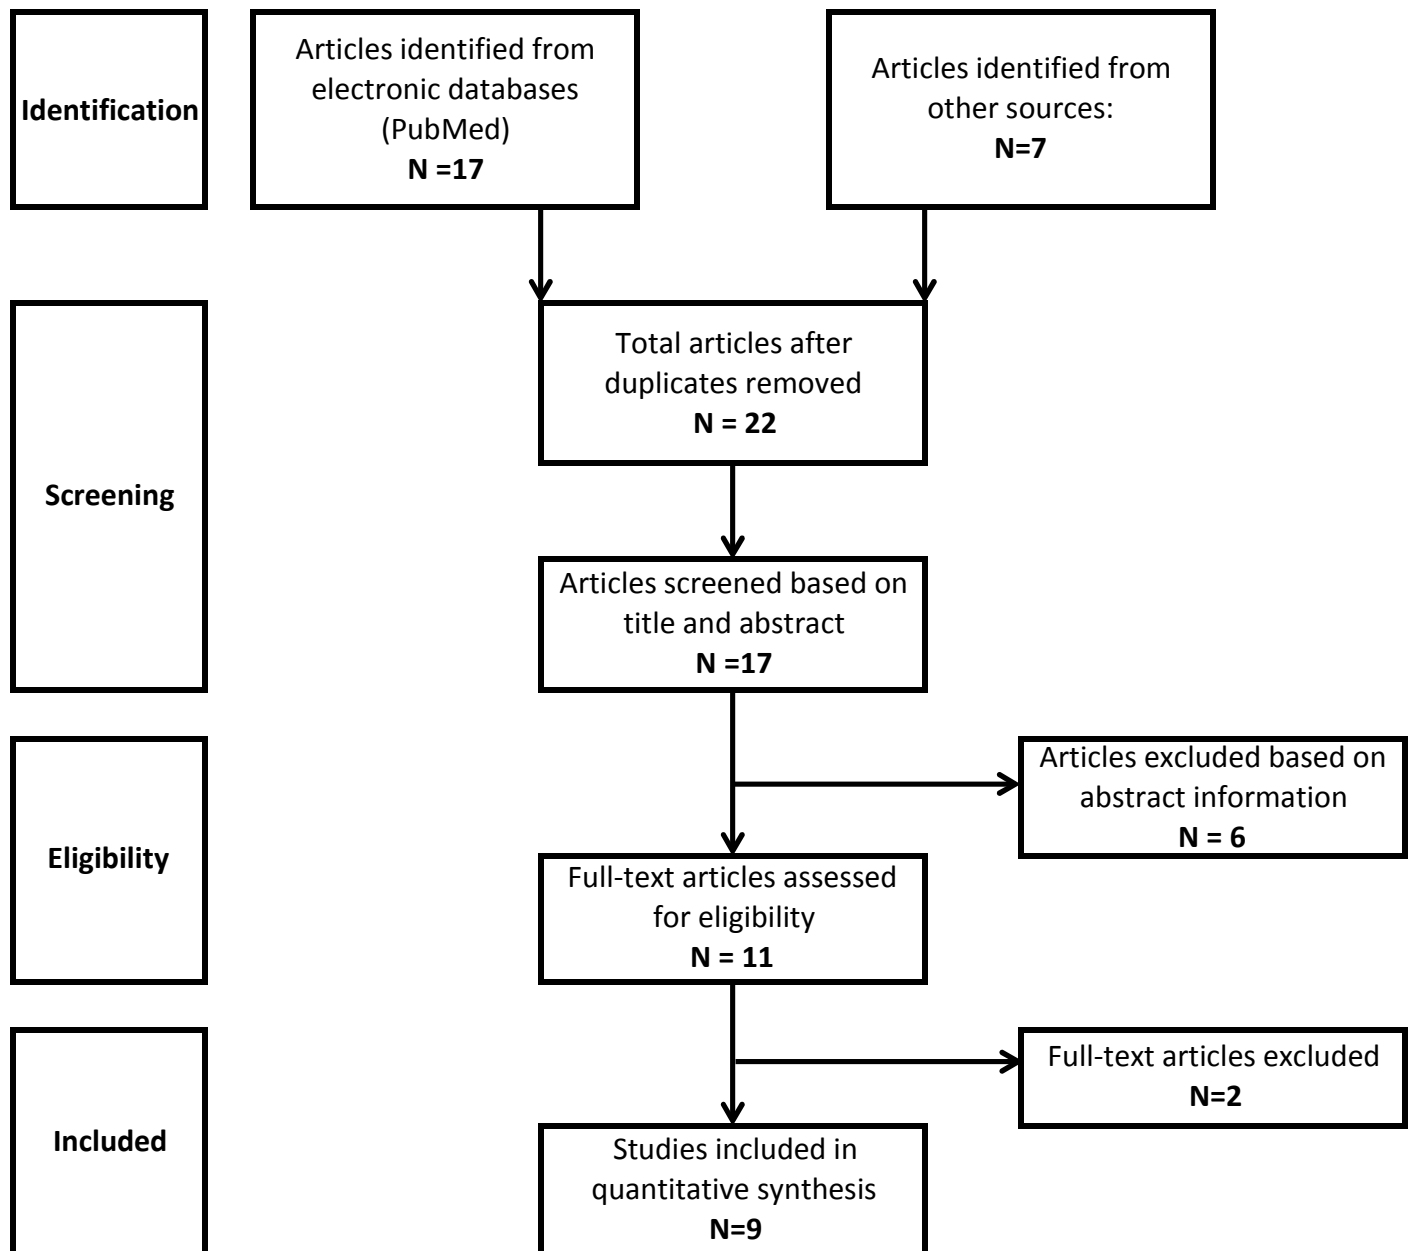 Identification
Articles identified from
electronic databases
(PubMed)
N =17
Articles identified from
other sources:
N=7
Screening
Total articles after
duplicates removed
N = 22
Articles screened based on
title and abstract
N =17
Eligibility
Articles excluded based on
abstract information
N = 6
Full-text articles assessed
for eligibility
N = 11
Included
Full-text articles excluded
N=2
Studies included in
quantitative synthesis
N=9